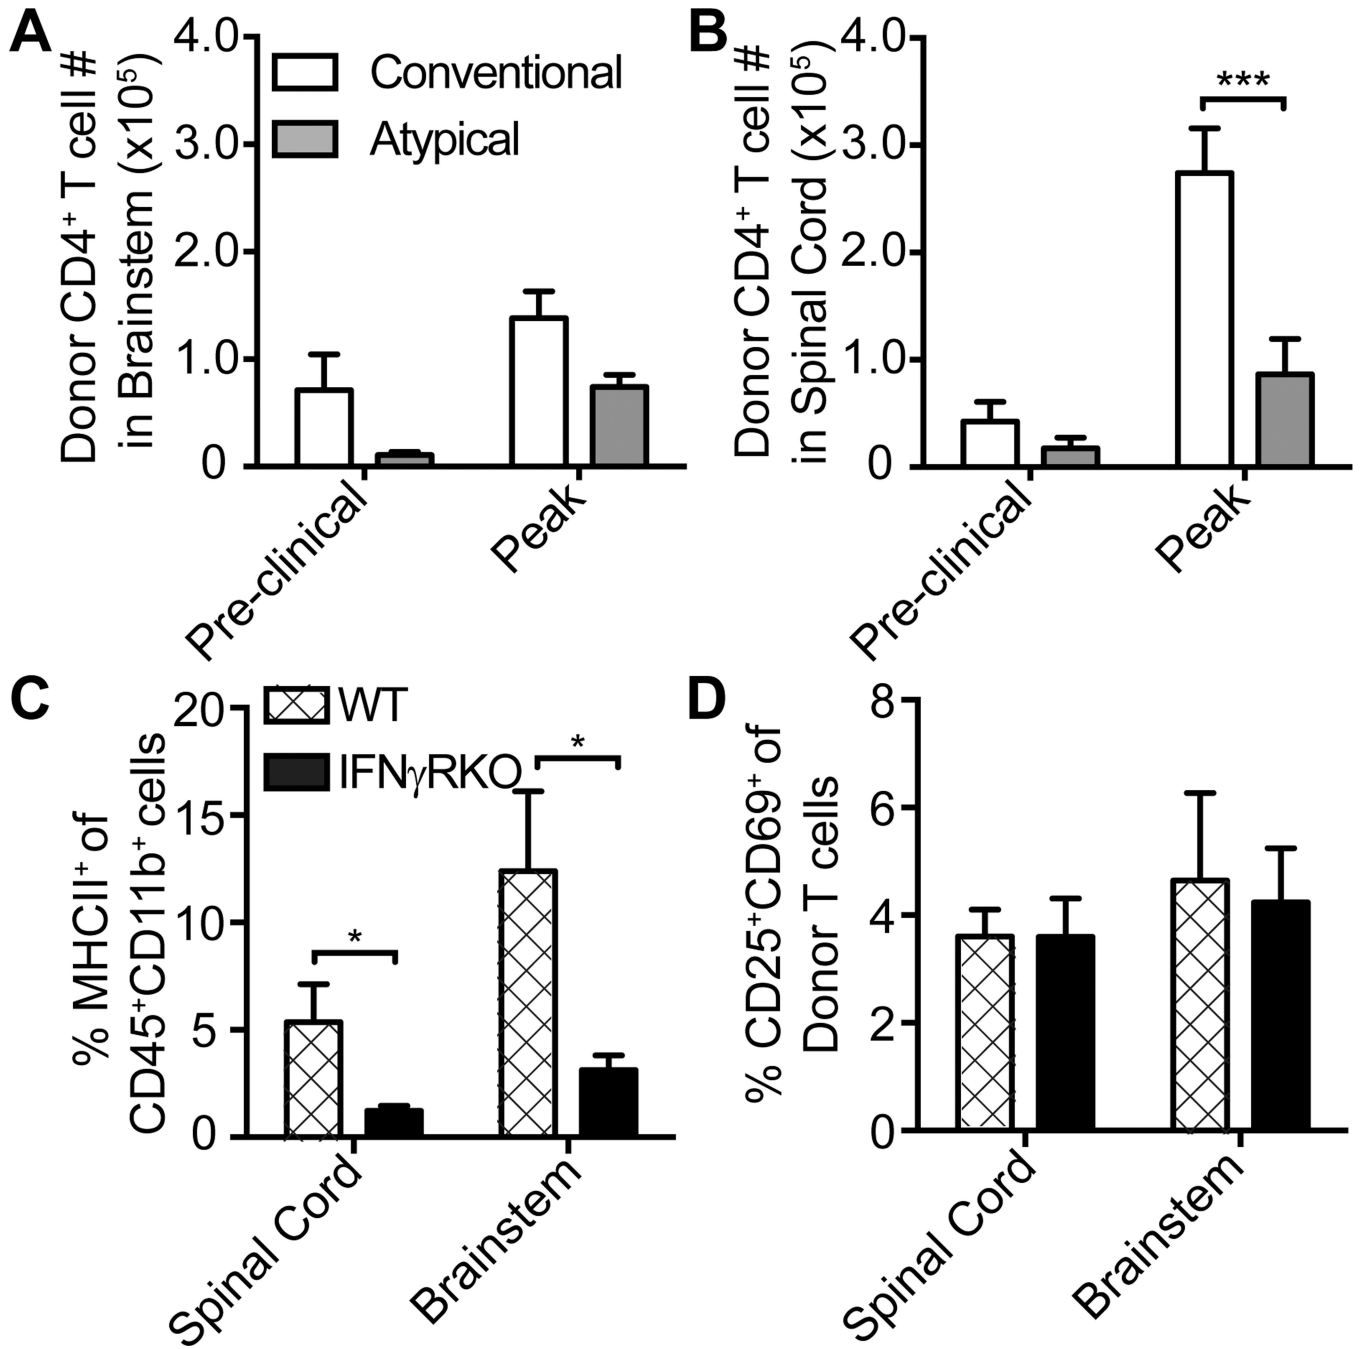 A
Donor CD4⁺ T cell #
in Brainstem (x10⁵)
4.0
3.0
2.0
1.0
0
Conventional
Atypical
Pre-clinical
Peak
B
Donor CD4⁺ T cell #
in Spinal Cord (x10⁵)
4.0
3.0
2.0
1.0
0
***
Pre-clinical
Peak
C
% MHCII⁺ of
CD45⁺CD11b⁺ cells
20
15
10
5
0
WT
IFNγRKO
*
*
Spinal Cord
Brainstem
D
% CD25⁺CD69⁺ of
Donor T cells
8
6
4
2
0
Spinal Cord
Brainstem